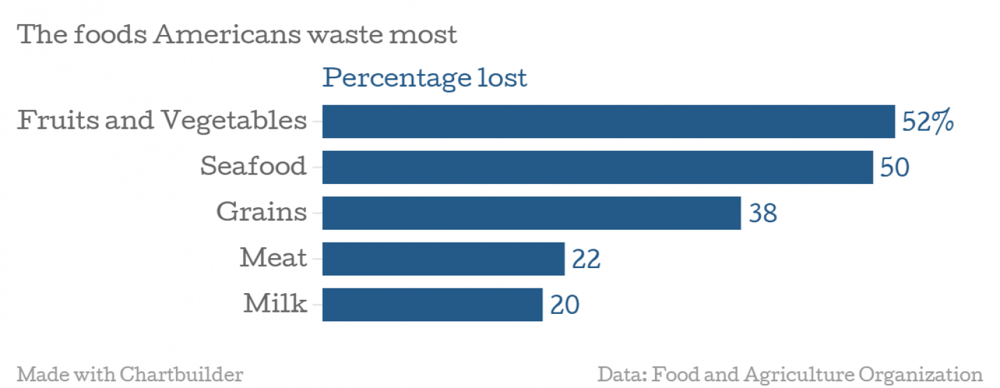 The foods Americans waste most
Percentage lost
Fruits and Vegetables 52%
Seafood 50
Grains 38
Meat 22
Milk 20
Made with Chartbuilder
Data: Food and Agriculture Organization